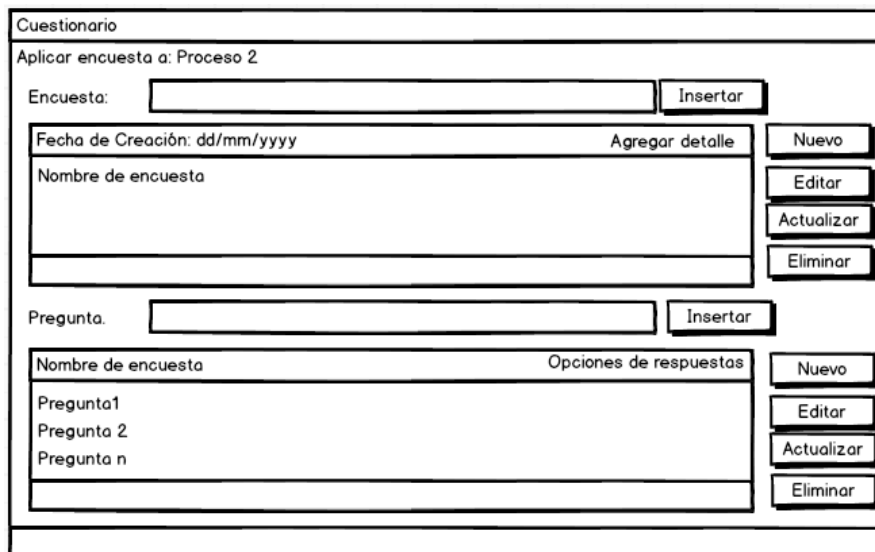 Cuestionario
Aplicar encuesta a: Proceso 2
Encuesta:
Insertar
Fecha de Creación: dd/mm/yyyy
Agregar detalle
Nuevo
Nombre de encuesta
Editar
Actualizar
Eliminar
Pregunta.
Insertar
Nombre de encuesta
Opciones de respuestas
Nuevo
Pregunta1
Editar
Pregunta 2
Actualizar
Pregunta n
Eliminar